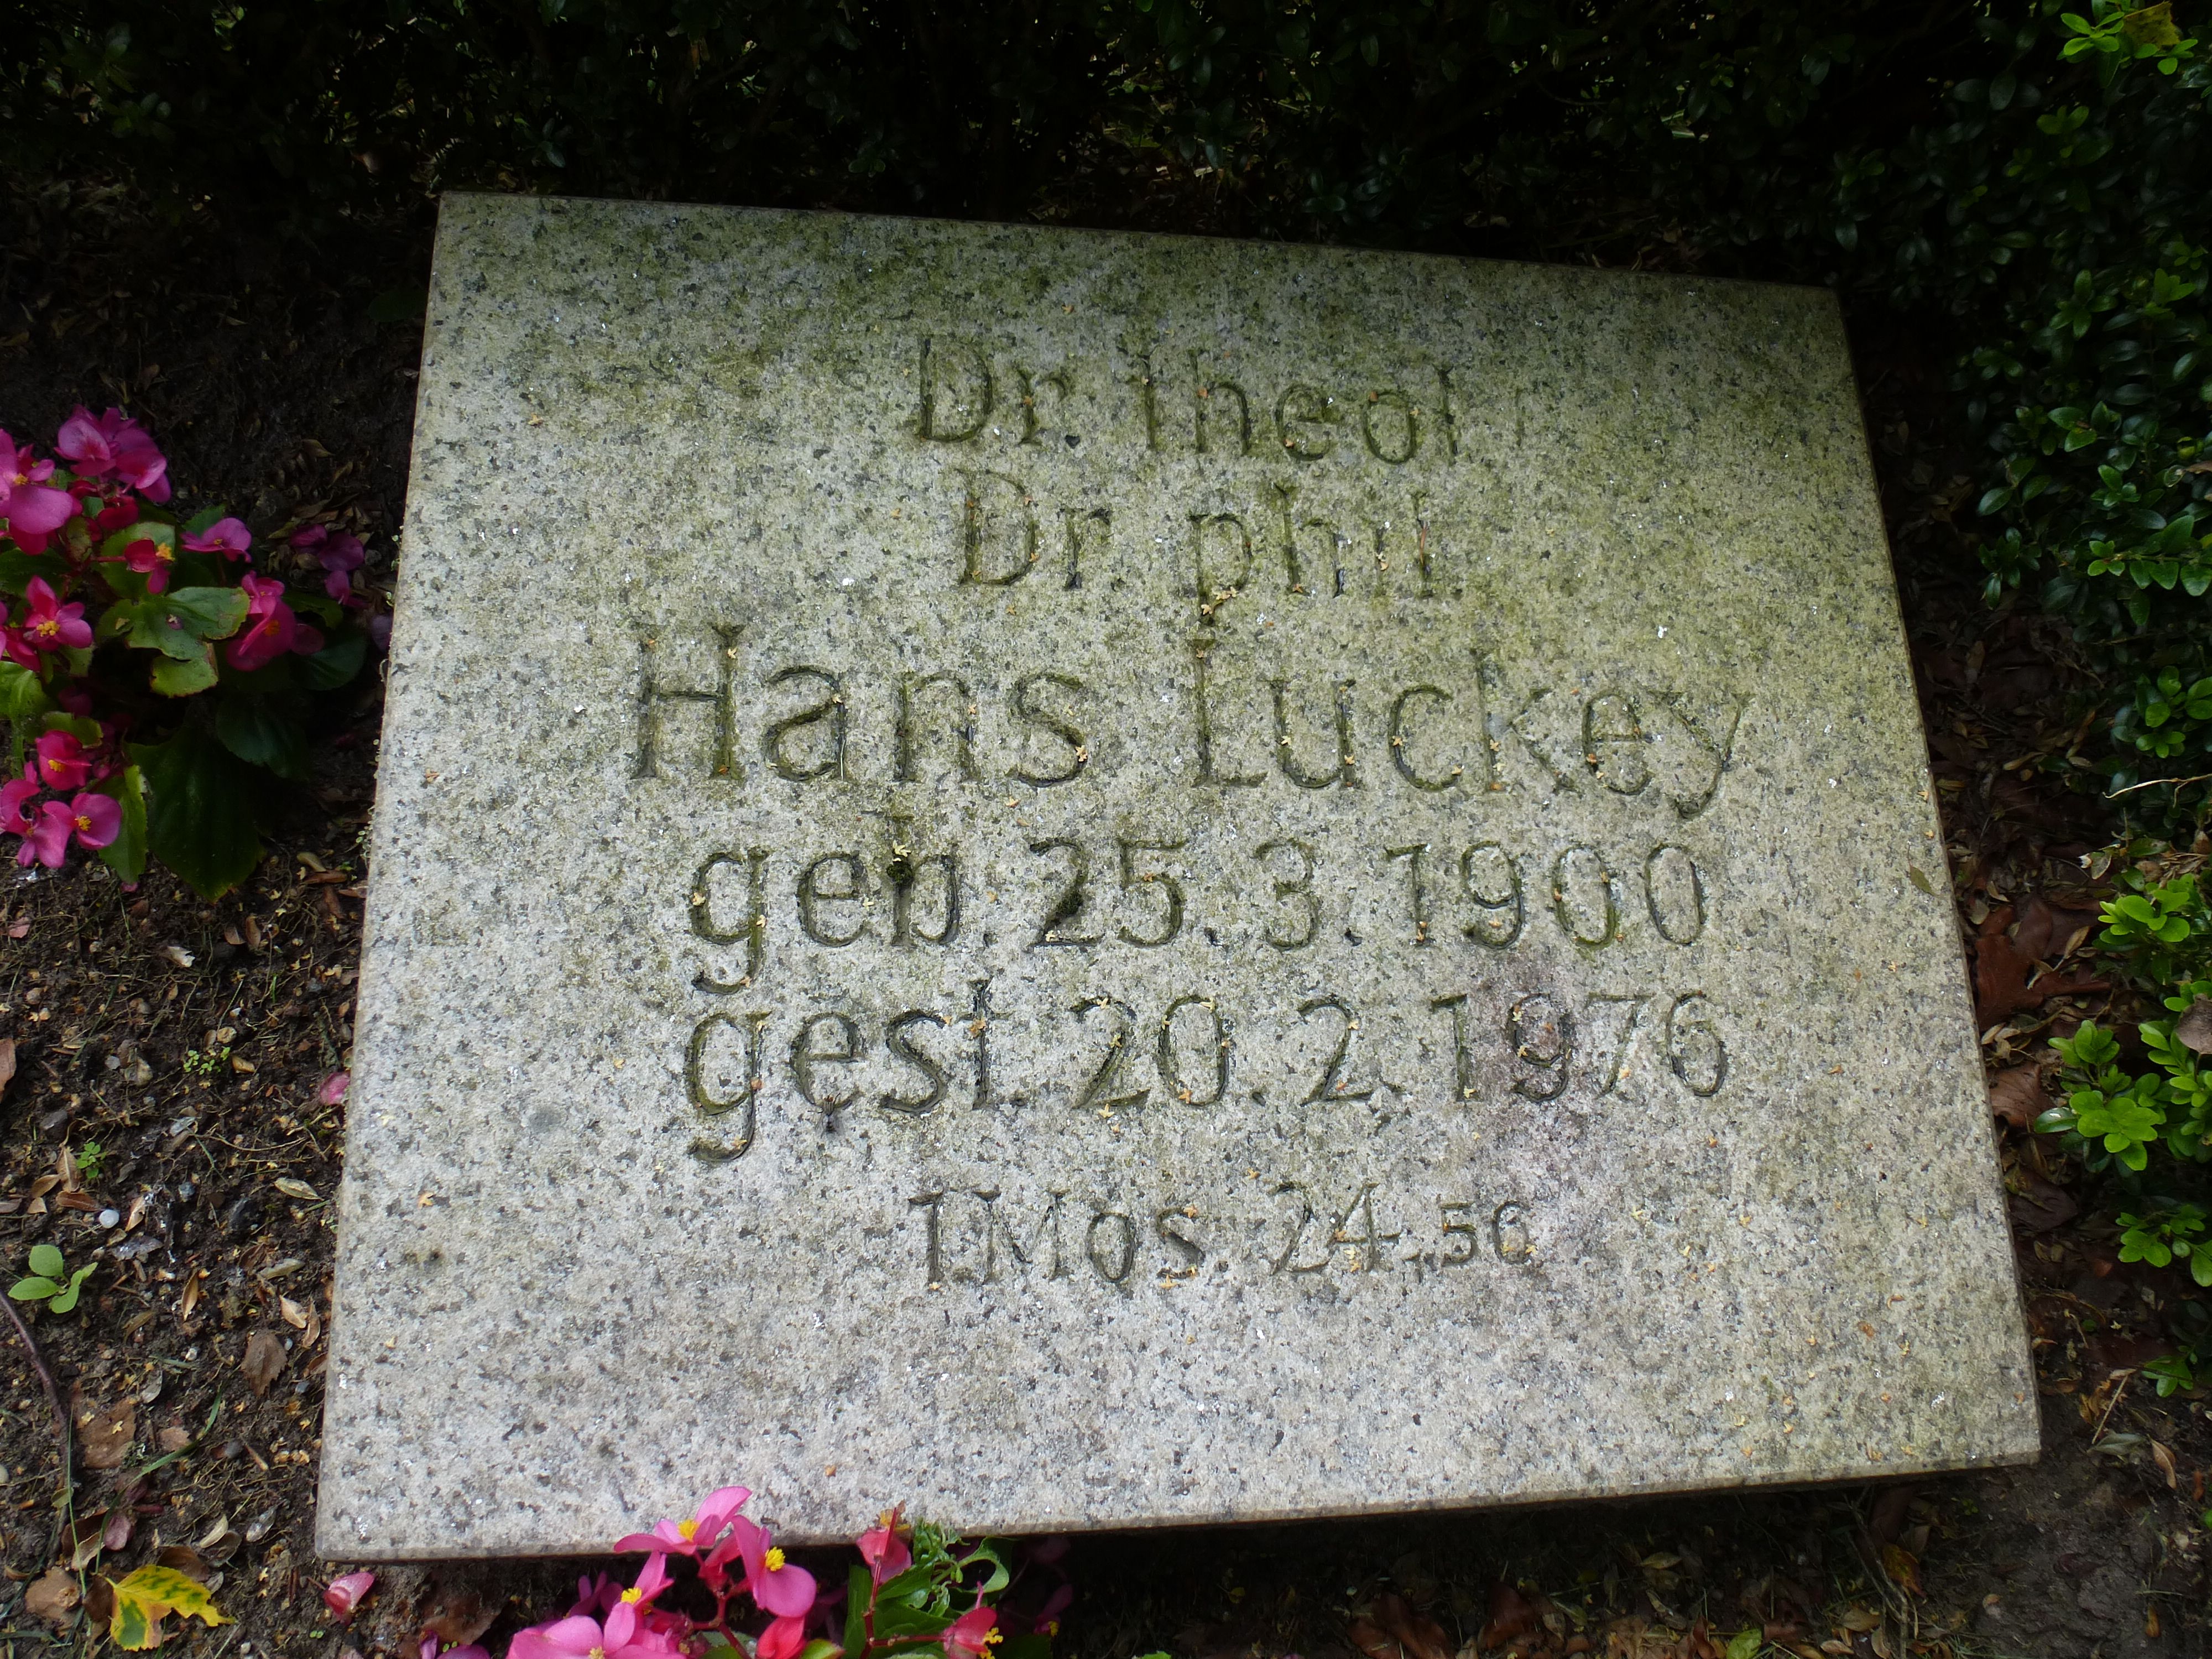 Dr. theol.
Dr. phil.
Hans Luckey
geb. 25.3.1900
gest. 20.2.1976
1 Mos. 24,56